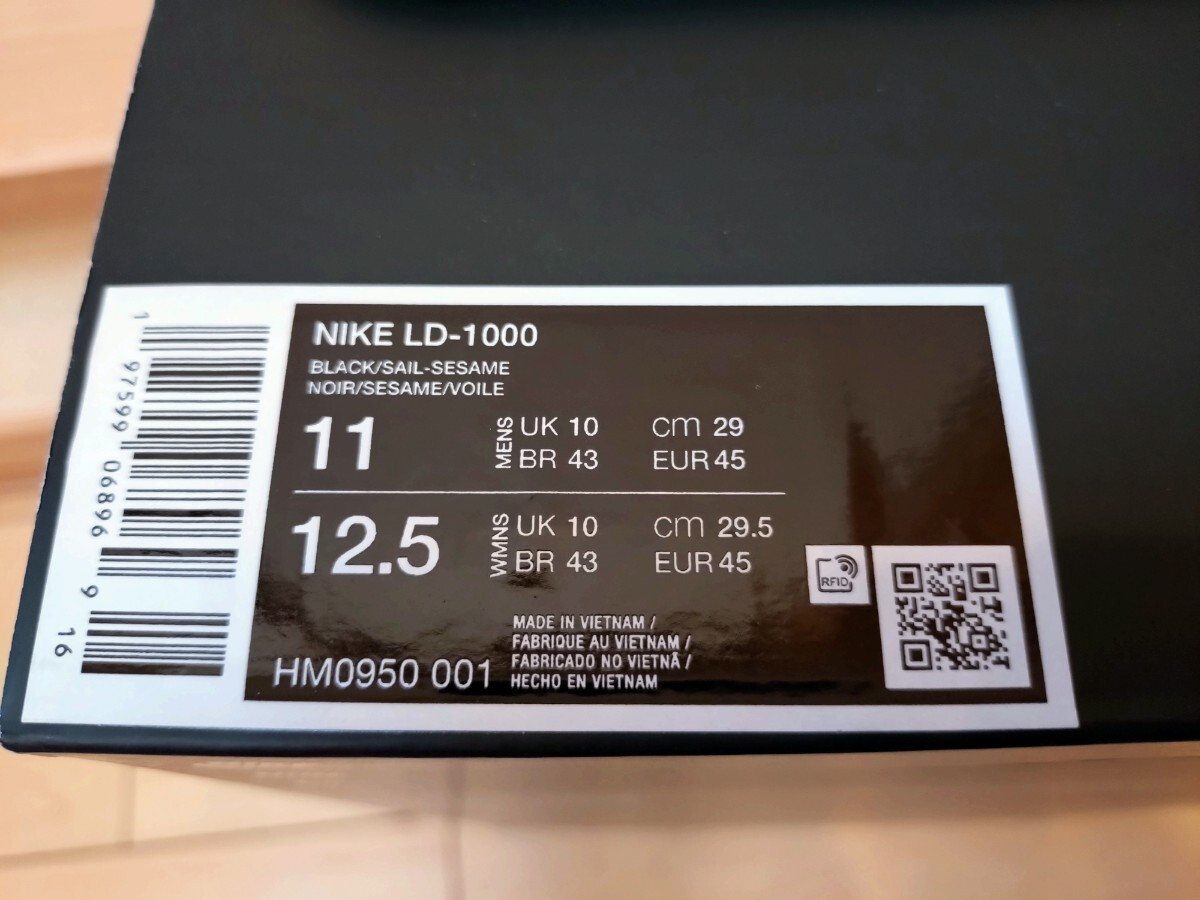 NIKE LD-1000
BLACK/SAIL-SESAME
NOIR/SESAME/VOILE
11
MENS
UK 10
cm 29
BR 43
EUR 45
12.5
WMNS
UK 10
cm 29.5
BR 43
EUR 45
RFID
MADE IN VIETNAM /
FABRIQUE AU VIETNAM /
FABRICADO NO VIETNÃ /
HECHO EN VIETNAM
HM0950 001
1 97599 06896 9 16